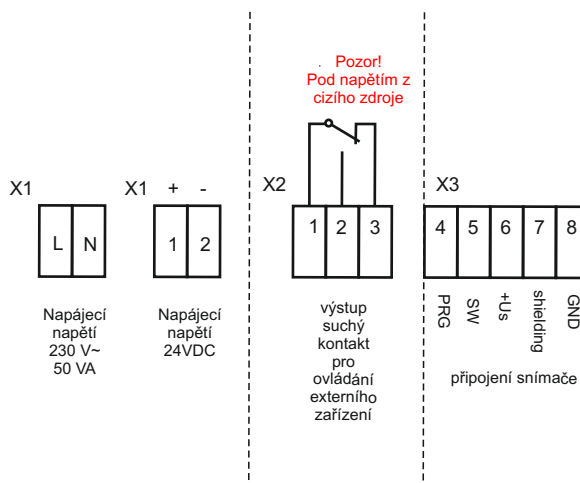 Pozor!
Pod napětím z
cizího zdroje
X1
X1 + -
X2
X3
L N
1 2
1 2 3
4 5 6 7 8
Napájecí
napětí
230 V~
50 VA
Napájecí
napětí
24VDC
výstup
suchý
kontakt
pro
ovládání
externího
zařízení
PRG
SW
+Us
shielding
GND
připojení snímače